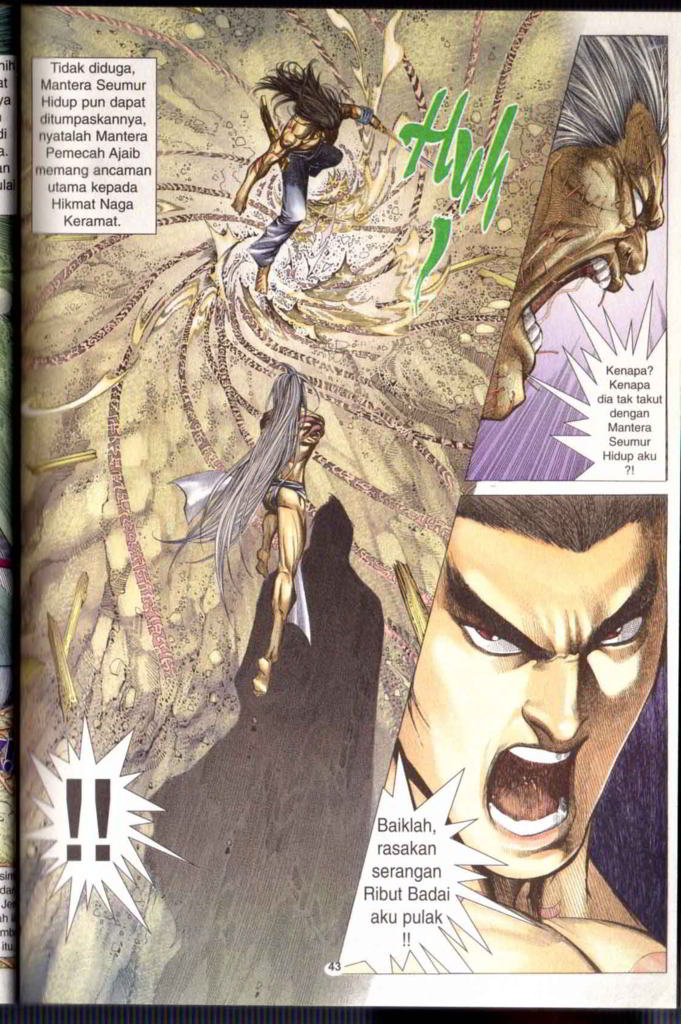 Tidak diduga,
Mantera Seumur
Hidup pun dapat
ditumpaskannya,
nyatalah Mantera
Pemecah Ajaib
memang ancaman
utama kepada
Hikmat Naga
Keramat.
Huh
!
Kenapa?
Kenapa
dia tak takut
dengan
Mantera
Seumur
Hidup aku
?!
!!
Baiklah,
rasakan
serangan
Ribut Badai
aku pulak
!!
43